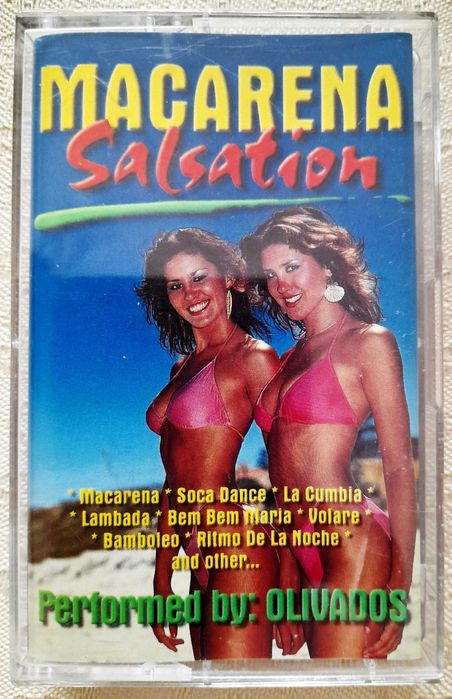 MACARENA
Salsation
* Macarena * Soca Dance * La Cumbia *
* Lambada * Bem Bem Maria * Volare *
* Bamboleo * Ritmo De La Noche *
and other...
Performed by: OLIVADOS